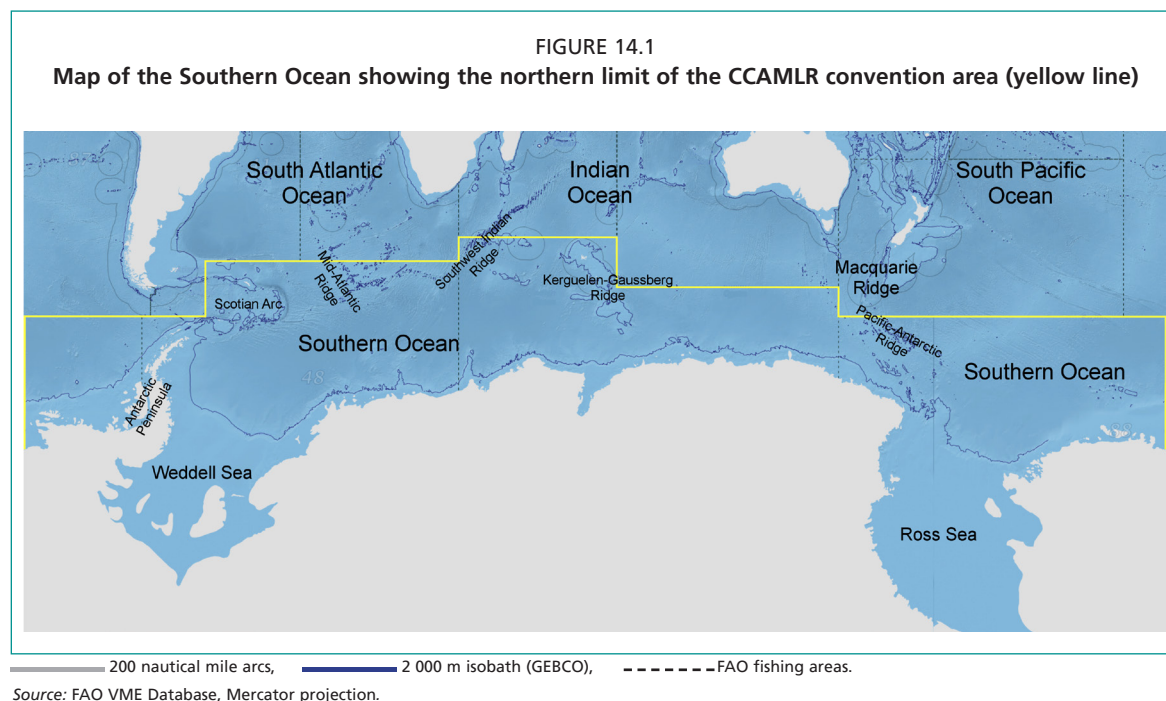 FIGURE 14.1
Map of the Southern Ocean showing the northern limit of the CCAMLR convention area (yellow line)
South Atlantic
Ocean
Indian
Ocean
South Pacific
Ocean
Mid-Atlantic
Ridge
Southwest Indian
Ridge
Kerguelen-Gaussberg
Ridge
Macquarie
Ridge
Scotian Arc
Pacific-Antarctic
Ridge
Southern Ocean
Southern Ocean
48
88
Antarctic
Peninsula
Weddell Sea
Ross Sea
200 nautical mile arcs,
2 000 m isobath (GEBCO),
FAO fishing areas.
Source: FAO VME Database, Mercator projection.